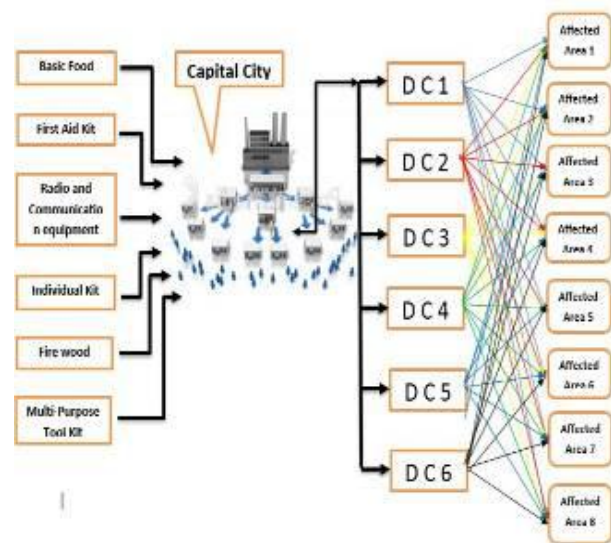 Basic Food
First Aid Kit
Radio and
Communicatio
n equipment
Individual Kit
Fire wood
Multi-Purpose
Tool Kit
Capital City
DC1
DC2
DC3
DC4
DC5
DC6
Affected
Area 1
Affected
Area 2
Affected
Area 3
Affected
Area 4
Affected
Area 5
Affected
Area 6
Affected
Area 7
Affected
Area 8